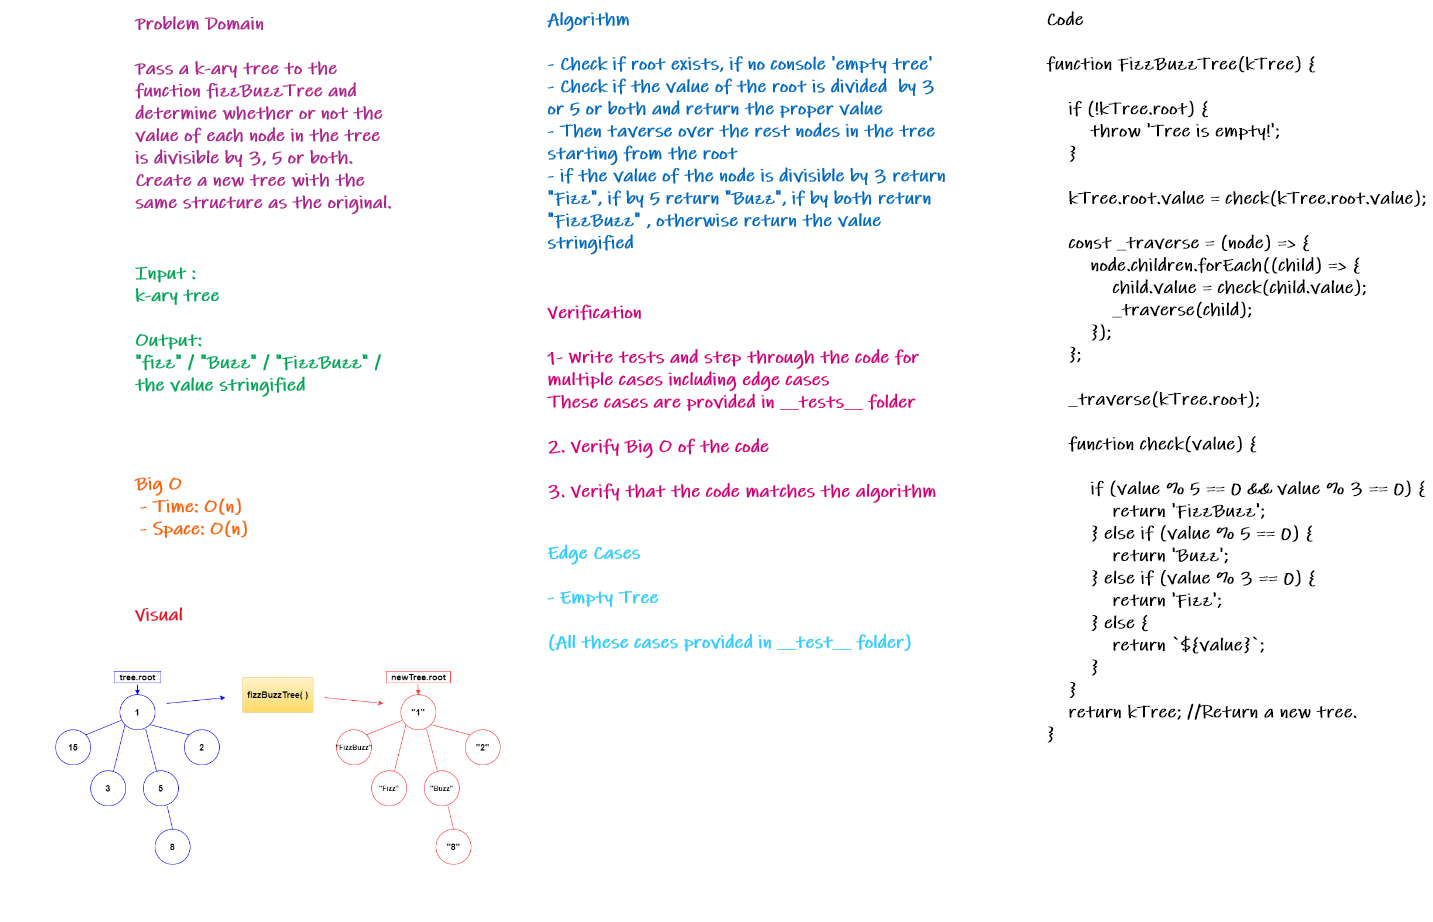 Problem Domain
Pass a k-ary tree to the
function fizzBuzzTree and
determine whether or not the
value of each node in the tree
is divisible by 3, 5 or both.
Create a new tree with the
same structure as the original.
Input :
k-ary tree
Output:
"fizz" / "Buzz" / "FizzBuzz" /
the value stringified
Big O
- Time: O(n)
- Space: O(n)
Visual
tree.root
1
15
2
3
5
8
fizzBuzzTree( )
newTree.root
"1"
"FizzBuzz"
"2"
"Fizz"
"Buzz"
"8"
Algorithm
- Check if root exists, if no console 'empty tree'
- Check if the value of the root is divided  by 3
or 5 or both and return the proper value
- Then taverse over the rest nodes in the tree
starting from the root
- if the value of the node is divisible by 3 return
"Fizz", if by 5 return "Buzz", if by both return
"FizzBuzz" , otherwise return the value
stringified
Verification
1- Write tests and step through the code for
multiple cases including edge cases
These cases are provided in __tests__ folder
2. Verify Big O of the code
3. Verify that the code matches the algorithm
Edge Cases
- Empty Tree
(All these cases provided in __test__ folder)
Code
function FizzBuzzTree(kTree) {
if (!kTree.root) {
throw 'Tree is empty!';
}
kTree.root.value = check(kTree.root.value);
const _traverse = (node) => {
node.children.forEach((child) => {
child.value = check(child.value);
_traverse(child);
});
};
_traverse(kTree.root);
function check(value) {
if (value % 5 == 0 && value % 3 == 0) {
return 'FizzBuzz';
} else if (value % 5 == 0) {
return 'Buzz';
} else if (value % 3 == 0) {
return 'Fizz';
} else {
return `${value}`;
}
}
return kTree; //Return a new tree.
}